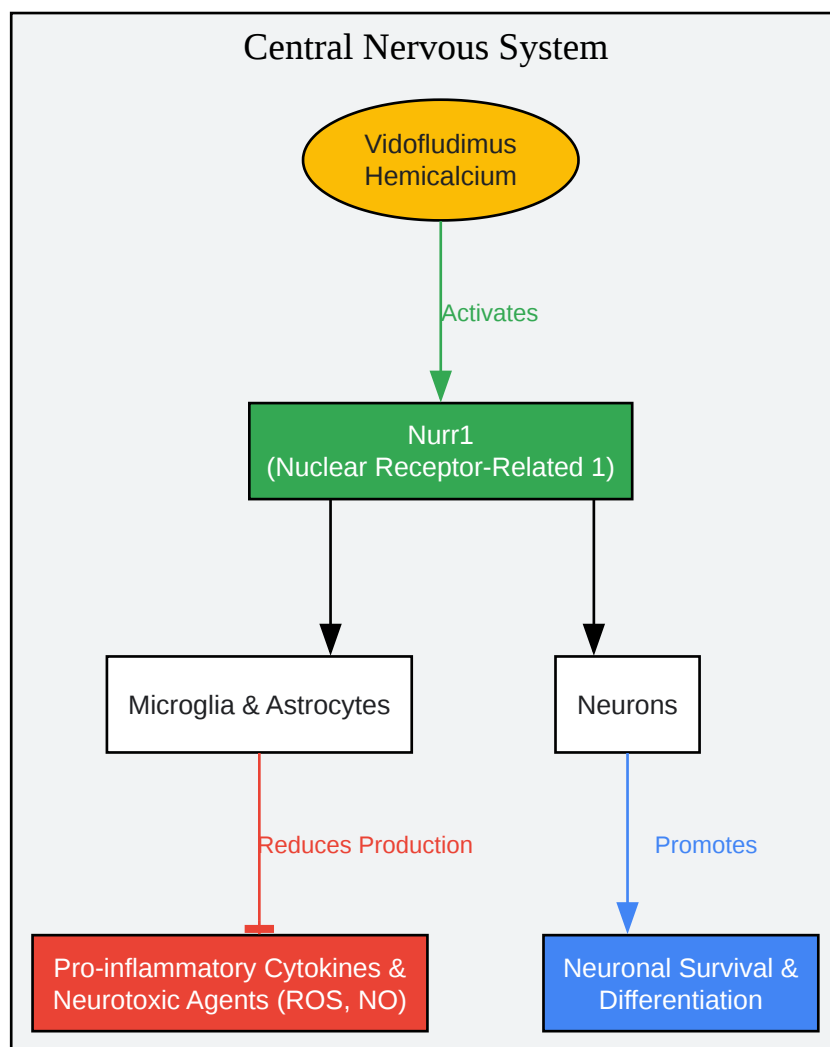 Central Nervous System
Vidofludimus
Hemicalcium
Activates
Nurr1
(Nuclear Receptor-Related 1)
Microglia & Astrocytes
Neurons
Reduces Production
Promotes
Pro-inflammatory Cytokines &
Neurotoxic Agents (ROS, NO)
Neuronal Survival &
Differentiation